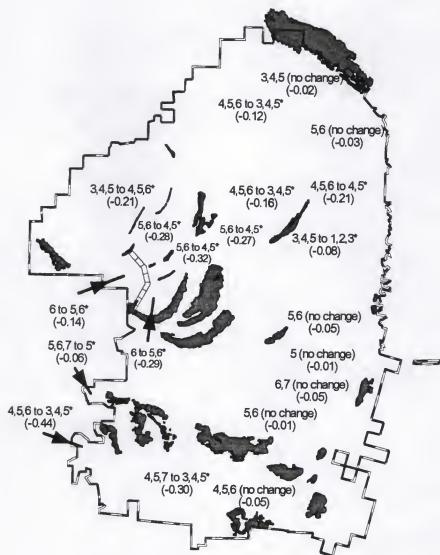 3,4,5 (no change)
(-0.02)
4,5,6 to 3,4,5*
(-0.12)
5,6 (no change)
(-0.03)
3,4,5 to 4,5,6*
(-0.21)
4,5,6 to 3,4,5*
(-0.16)
4,5,6 to 4,5*
(-0.21)
5,6 to 4,5*
(-0.28)
5,6 to 4,5*
(-0.27)
3,4,5 to 1,2,3*
(-0.08)
5,6 to 4,5*
(-0.32)
6 to 5,6*
(-0.14)
5,6 (no change)
(-0.05)
5,6,7 to 5*
(-0.06)
6 to 5,6*
(-0.29)
5 (no change)
(-0.01)
6,7 (no change)
(-0.05)
4,5,6 to 3,4,5*
(-0.44)
5,6 (no change)
(-0.01)
4,5,7 to 3,4,5*
(-0.30)
4,5,6 (no change)
(-0.05)